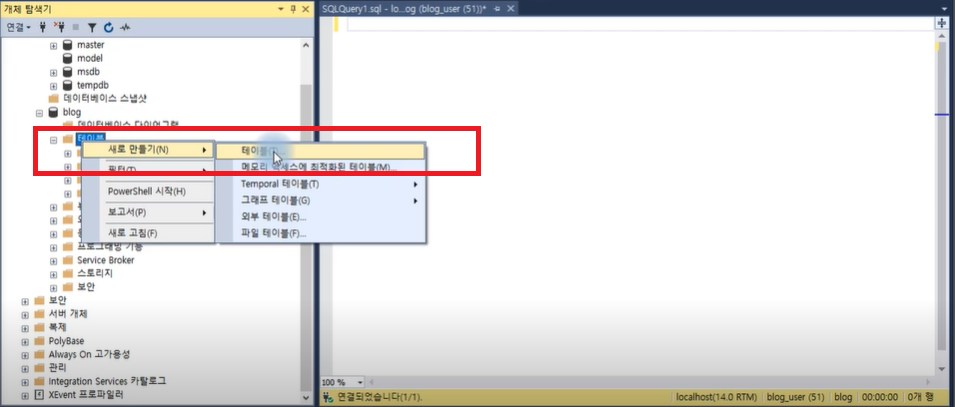 개체 탐색기
연결
master
model
msdb
tempdb
데이터베이스 스냅샷
blog
데이터베이스 다이어그램
테이블
새로 만들기(N)
필터(T)
PowerShell 시작(H)
보고서(P)
새로 고침(F)
테이블(T)...
메모리 액세스에 최적화된 테이블(M)...
Temporal 테이블(T)
그래프 테이블(G)
외부 테이블(E)...
파일 테이블(F)...
프로그래밍 기능
Service Broker
스토리지
보안
보안
서버 개체
복제
PolyBase
Always On 고가용성
관리
Integration Services 카탈로그
XEvent 프로파일러
SQLQuery1.sql - lo...og (blog_user (51))*
100 %
연결되었습니다(1/1).
localhost(14.0 RTM)
blog_user (51)
blog
00:00:00
0개 행